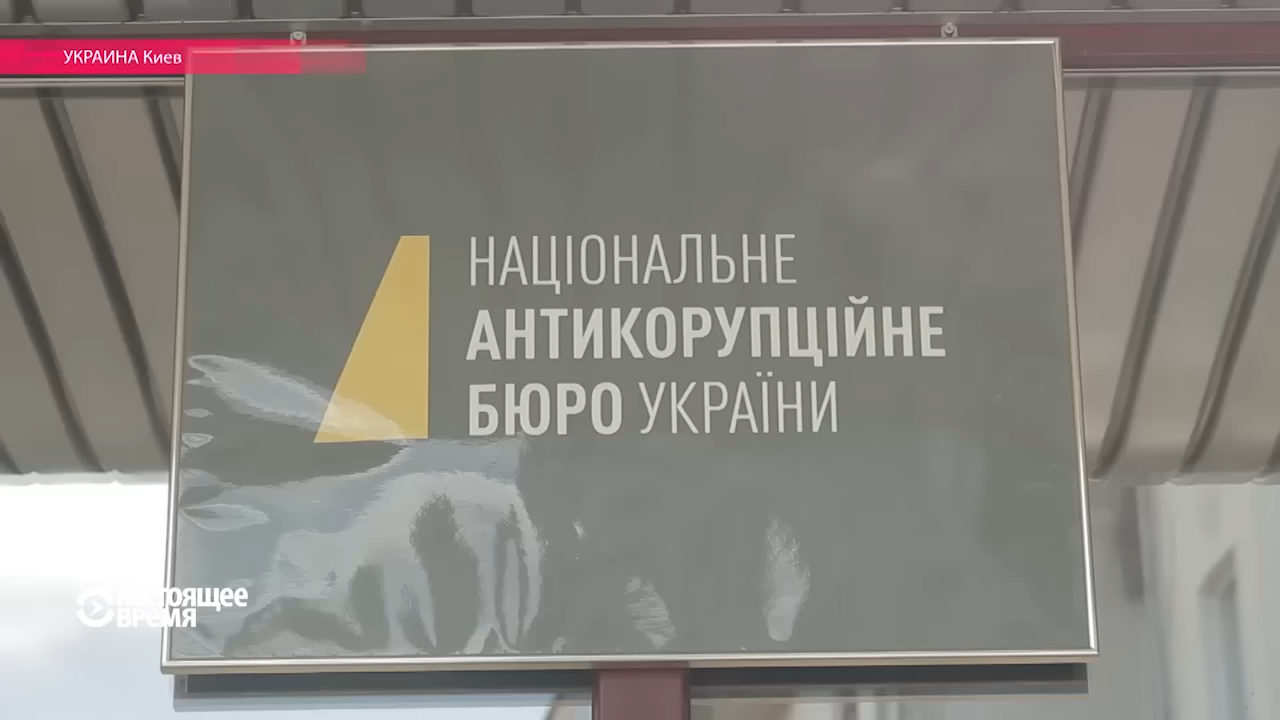 УКРАИНА Киев
НАЦІОНАЛЬНЕ
АНТИКОРУПЦІЙНЕ
БЮРО УКРАЇНИ
НАСТОЯЩЕЕ
ВРЕМЯ